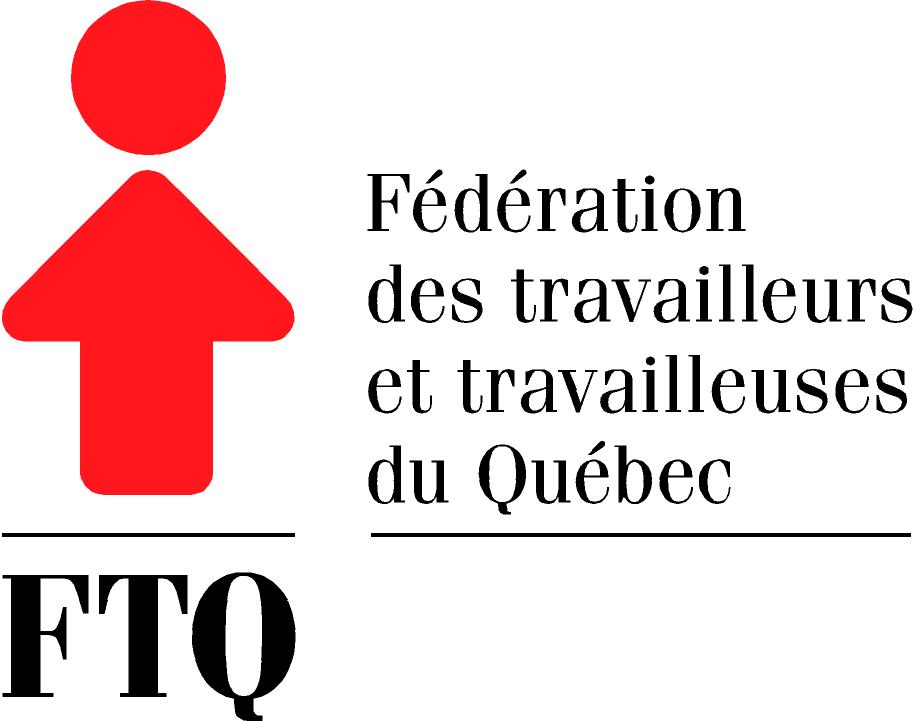 Fédération
des travailleurs
et travailleuses
du Québec
FTQ